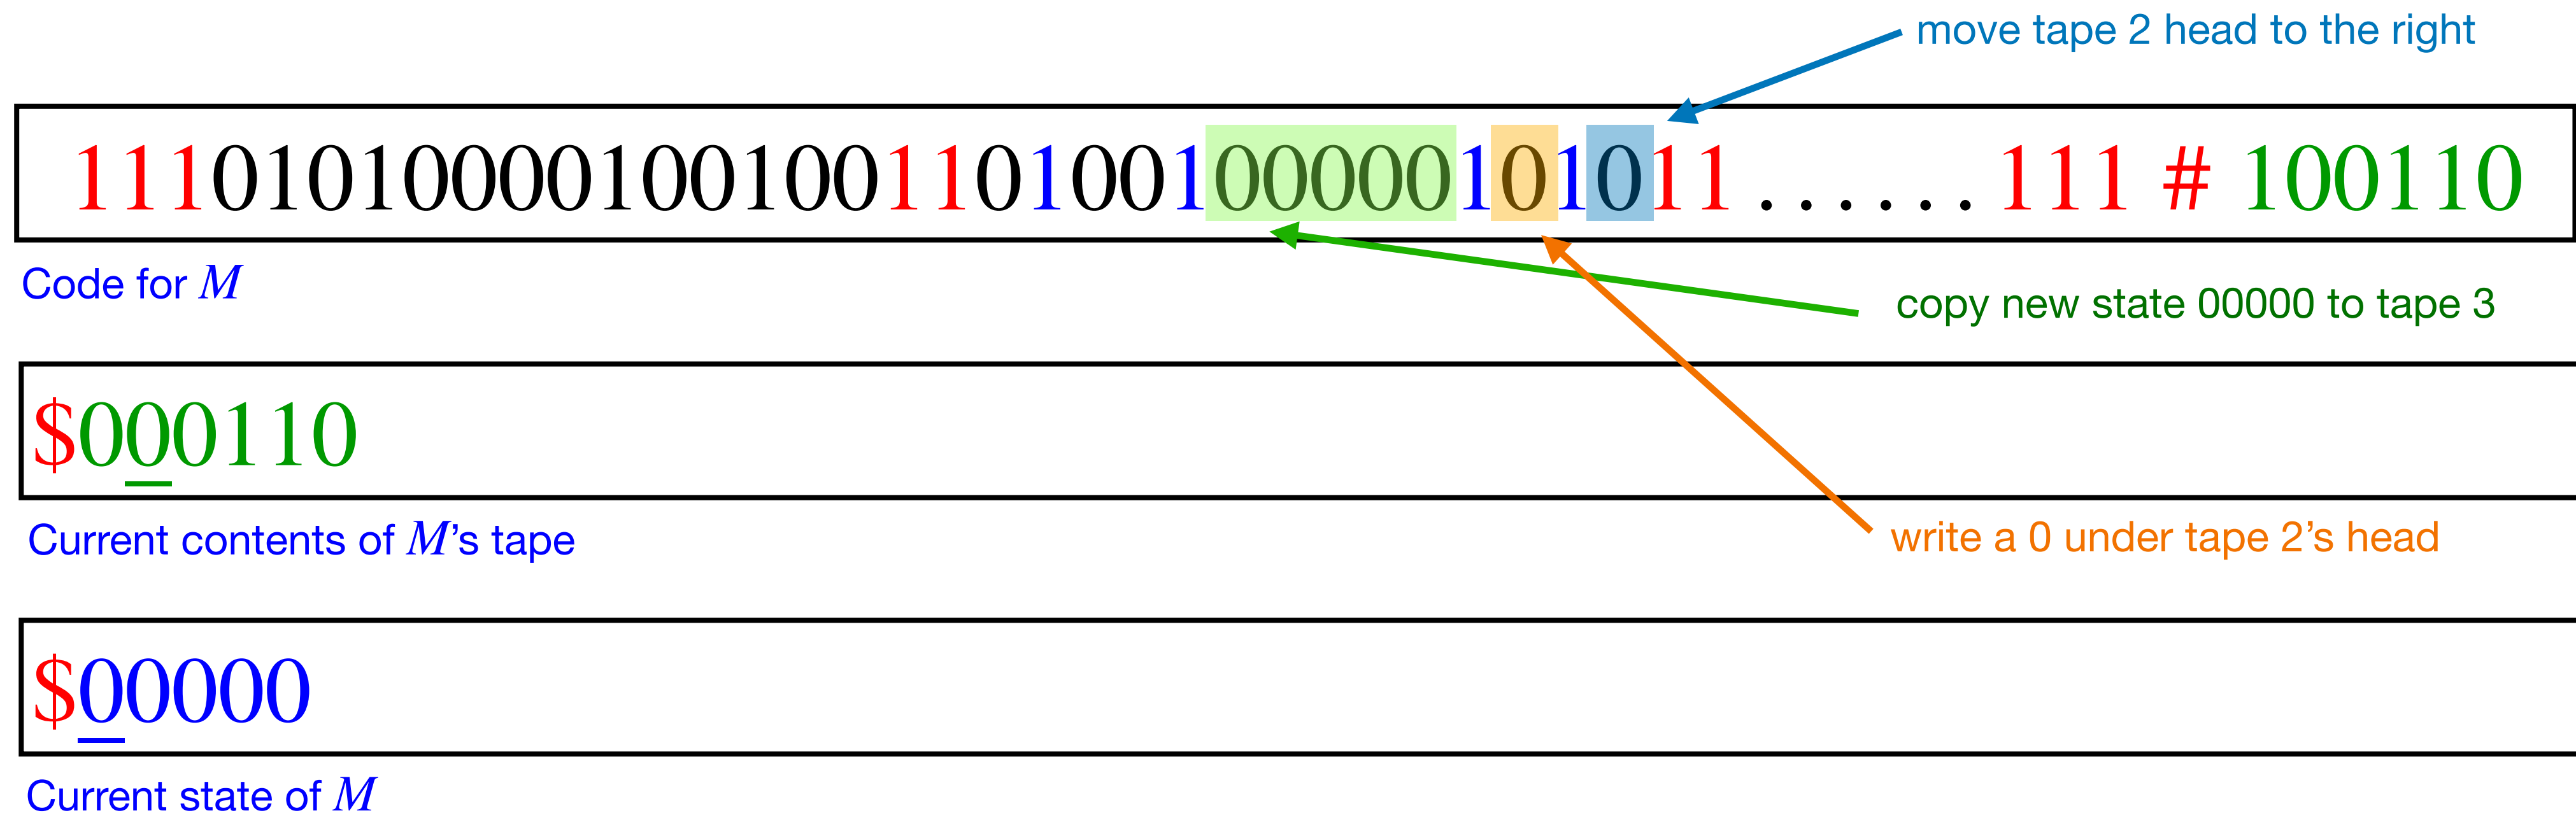 move tape 2 head to the right
11101010000100100110100100000101011 . . . . . . 111 # 100110
Code for M
copy new state 00000 to tape 3
$000110
Current contents of M’s tape
write a 0 under tape 2’s head
$00000
Current state of M